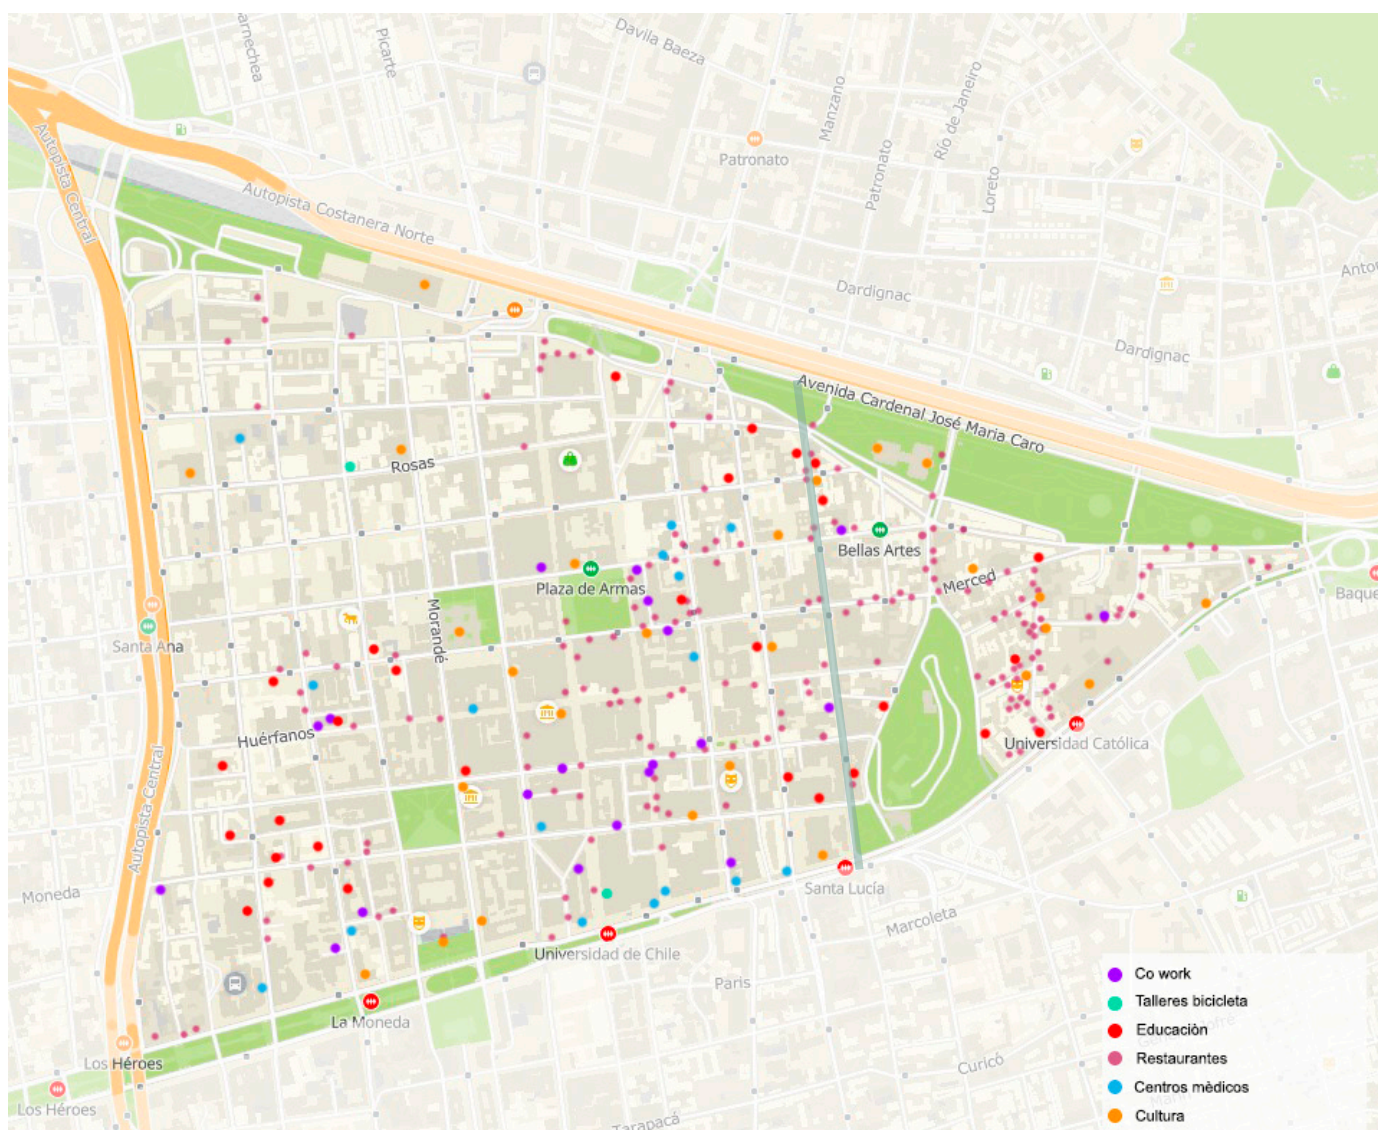 Barnechea
Picarte
Davila Baeza
Manzano
Río de Janeiro
Patronato
Patronato
Loreto
Autopista Central
Autopista Costanera Norte
Dardignac
Dardignac
Avenida Cardenal José Maria Caro
Rosas
Bellas Artes
Plaza de Armas
Merced
Santa Ana
Morandé
Huérfanos
Universidad Católica
Autopista Central
Moneda
Santa Lucía
Marcoleta
Universidad de Chile
Paris
La Moneda
Los Héroes
Los Héroes
Curicó
Tarapacá
Co work
Talleres bicicleta
Educaciòn
Restaurantes
Centros mèdicos
Cultura